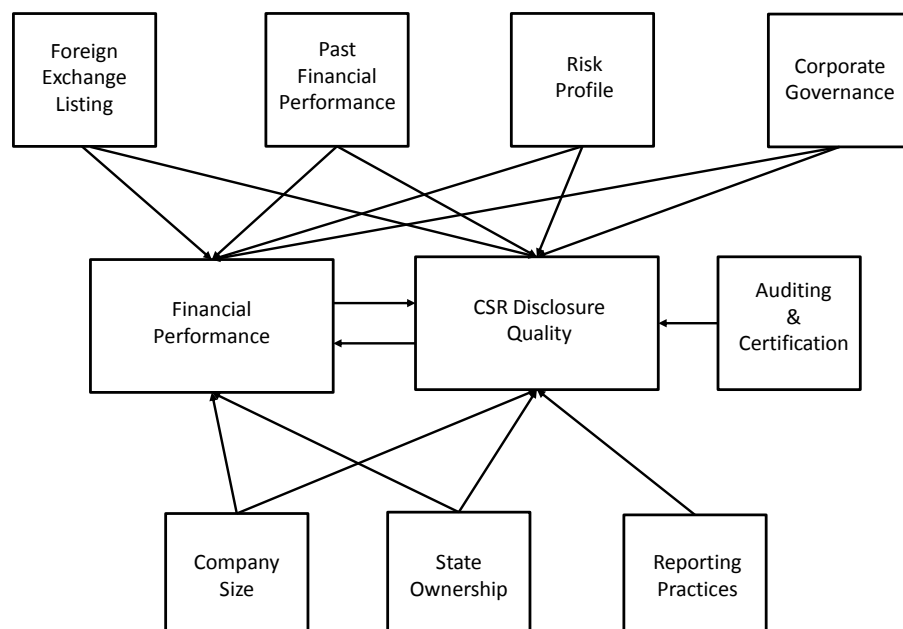 Foreign
Exchange
Listing
Past
Financial
Performance
Risk
Profile
Corporate
Governance
Financial
Performance
CSR Disclosure
Quality
Auditing
&
Certification
Company
Size
State
Ownership
Reporting
Practices